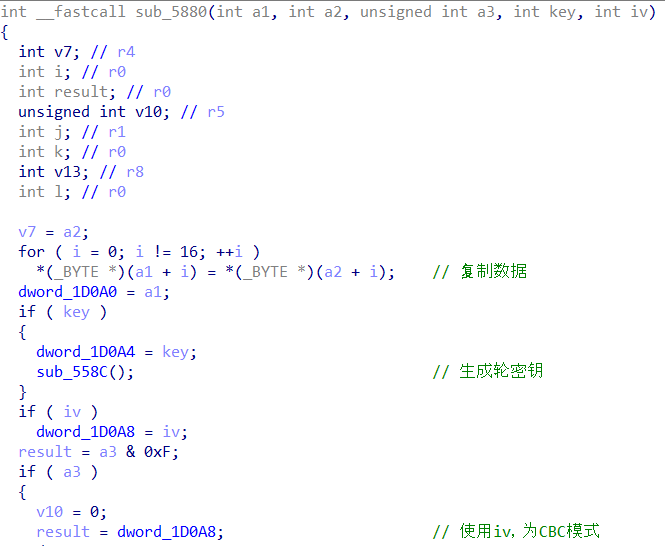 int __fastcall sub_5880(int a1, int a2, unsigned int a3, int key, int iv)
{
int v7; // r4
int i; // r0
int result; // r0
unsigned int v10; // r5
int j; // r1
int k; // r0
int v13; // r8
int l; // r0
v7 = a2;
for ( i = 0; i != 16; ++i )
*(_BYTE *)(a1 + i) = *(_BYTE *)(a2 + i); // 复制数据
dword_1D0A0 = a1;
if ( key )
{
dword_1D0A4 = key;
sub_558C(); // 生成轮密钥
}
if ( iv )
dword_1D0A8 = iv;
result = a3 & 0xF;
if ( a3 )
{
v10 = 0;
result = dword_1D0A8; // 使用iv，为CBC模式